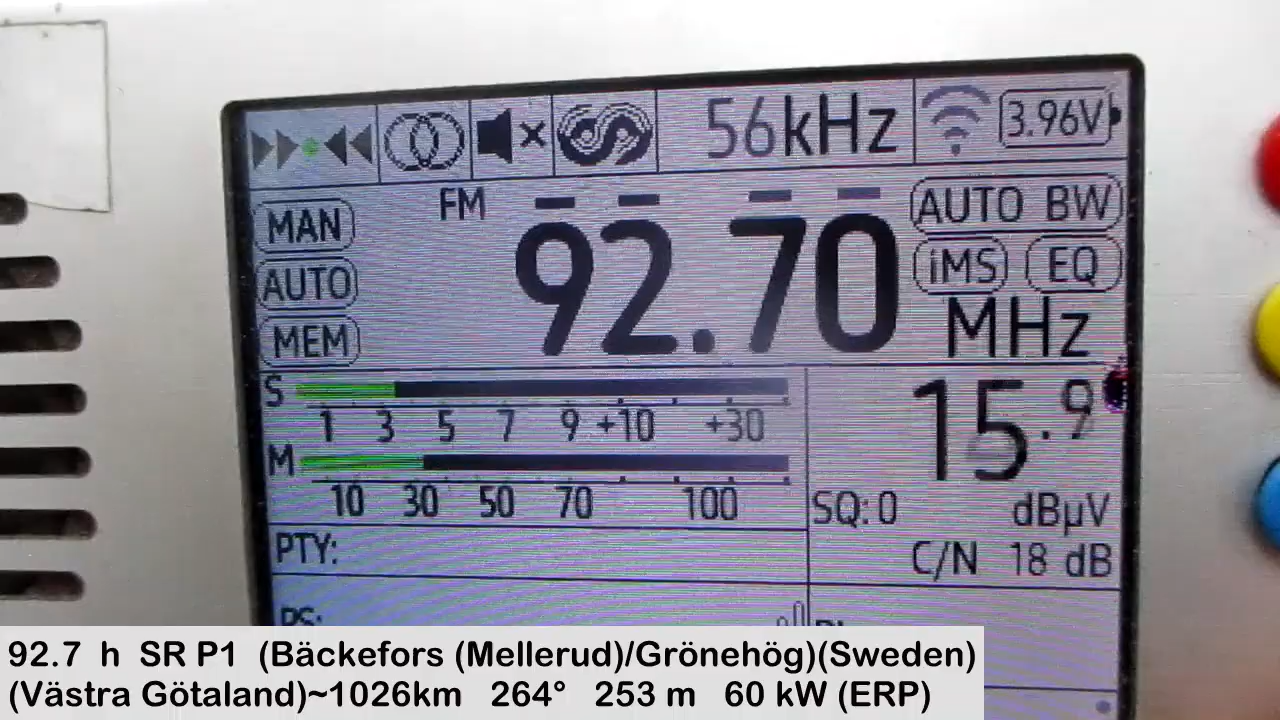 56kHz 3.96V
FM
MAN
AUTO
MEM
92.70 MHz
AUTO BW
iMS EQ
S
1 3 5 7 9 +10 +30
M
10 30 50 70 100
15.9
SQ:0 dBµV
C/N 18 dB
PTY:
PS:
92.7 h SR P1 (Bäckefors (Mellerud)/Grönehög)(Sweden)
(Västra Götaland)~1026km 264° 253 m 60 kW (ERP)